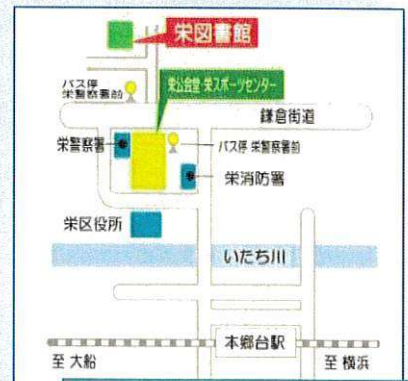 栄図書館
バス停
栄警察署前
栄公会堂・栄スポーツセンター
鎌倉街道
栄警察署
バス停 栄警察署前
栄消防署
栄区役所
いたち川
本郷台駅
至 大船
至 横浜